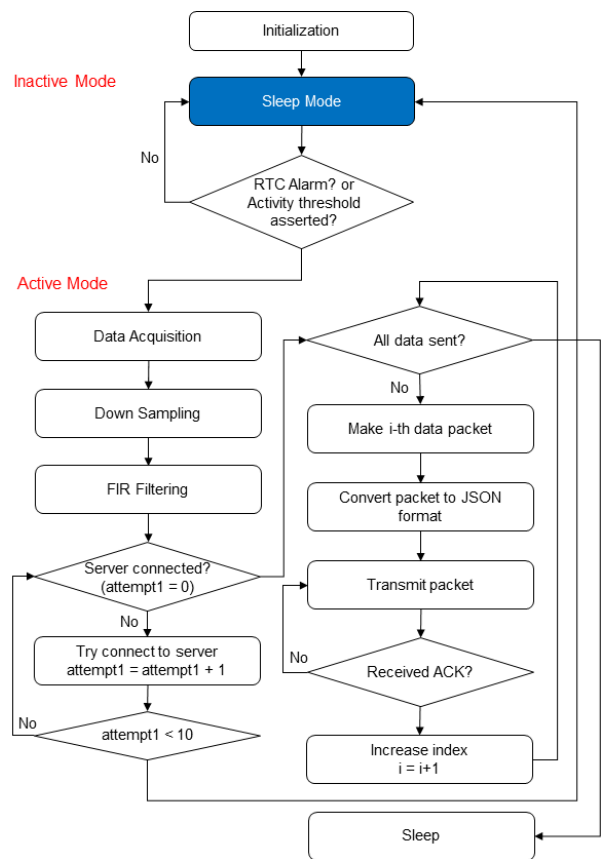 Initialization
Inactive Mode
Sleep Mode
No
RTC Alarm? or
Activity threshold
asserted?
Active Mode
Data Acquisition
Down Sampling
FIR Filtering
Server connected?
(attempt1 = 0)
No
Try connect to server
attempt1 = attempt1 + 1
No
attempt1 < 10
All data sent?
No
Make i-th data packet
Convert packet to JSON
format
Transmit packet
No
Received ACK?
Increase index
i = i+1
Sleep